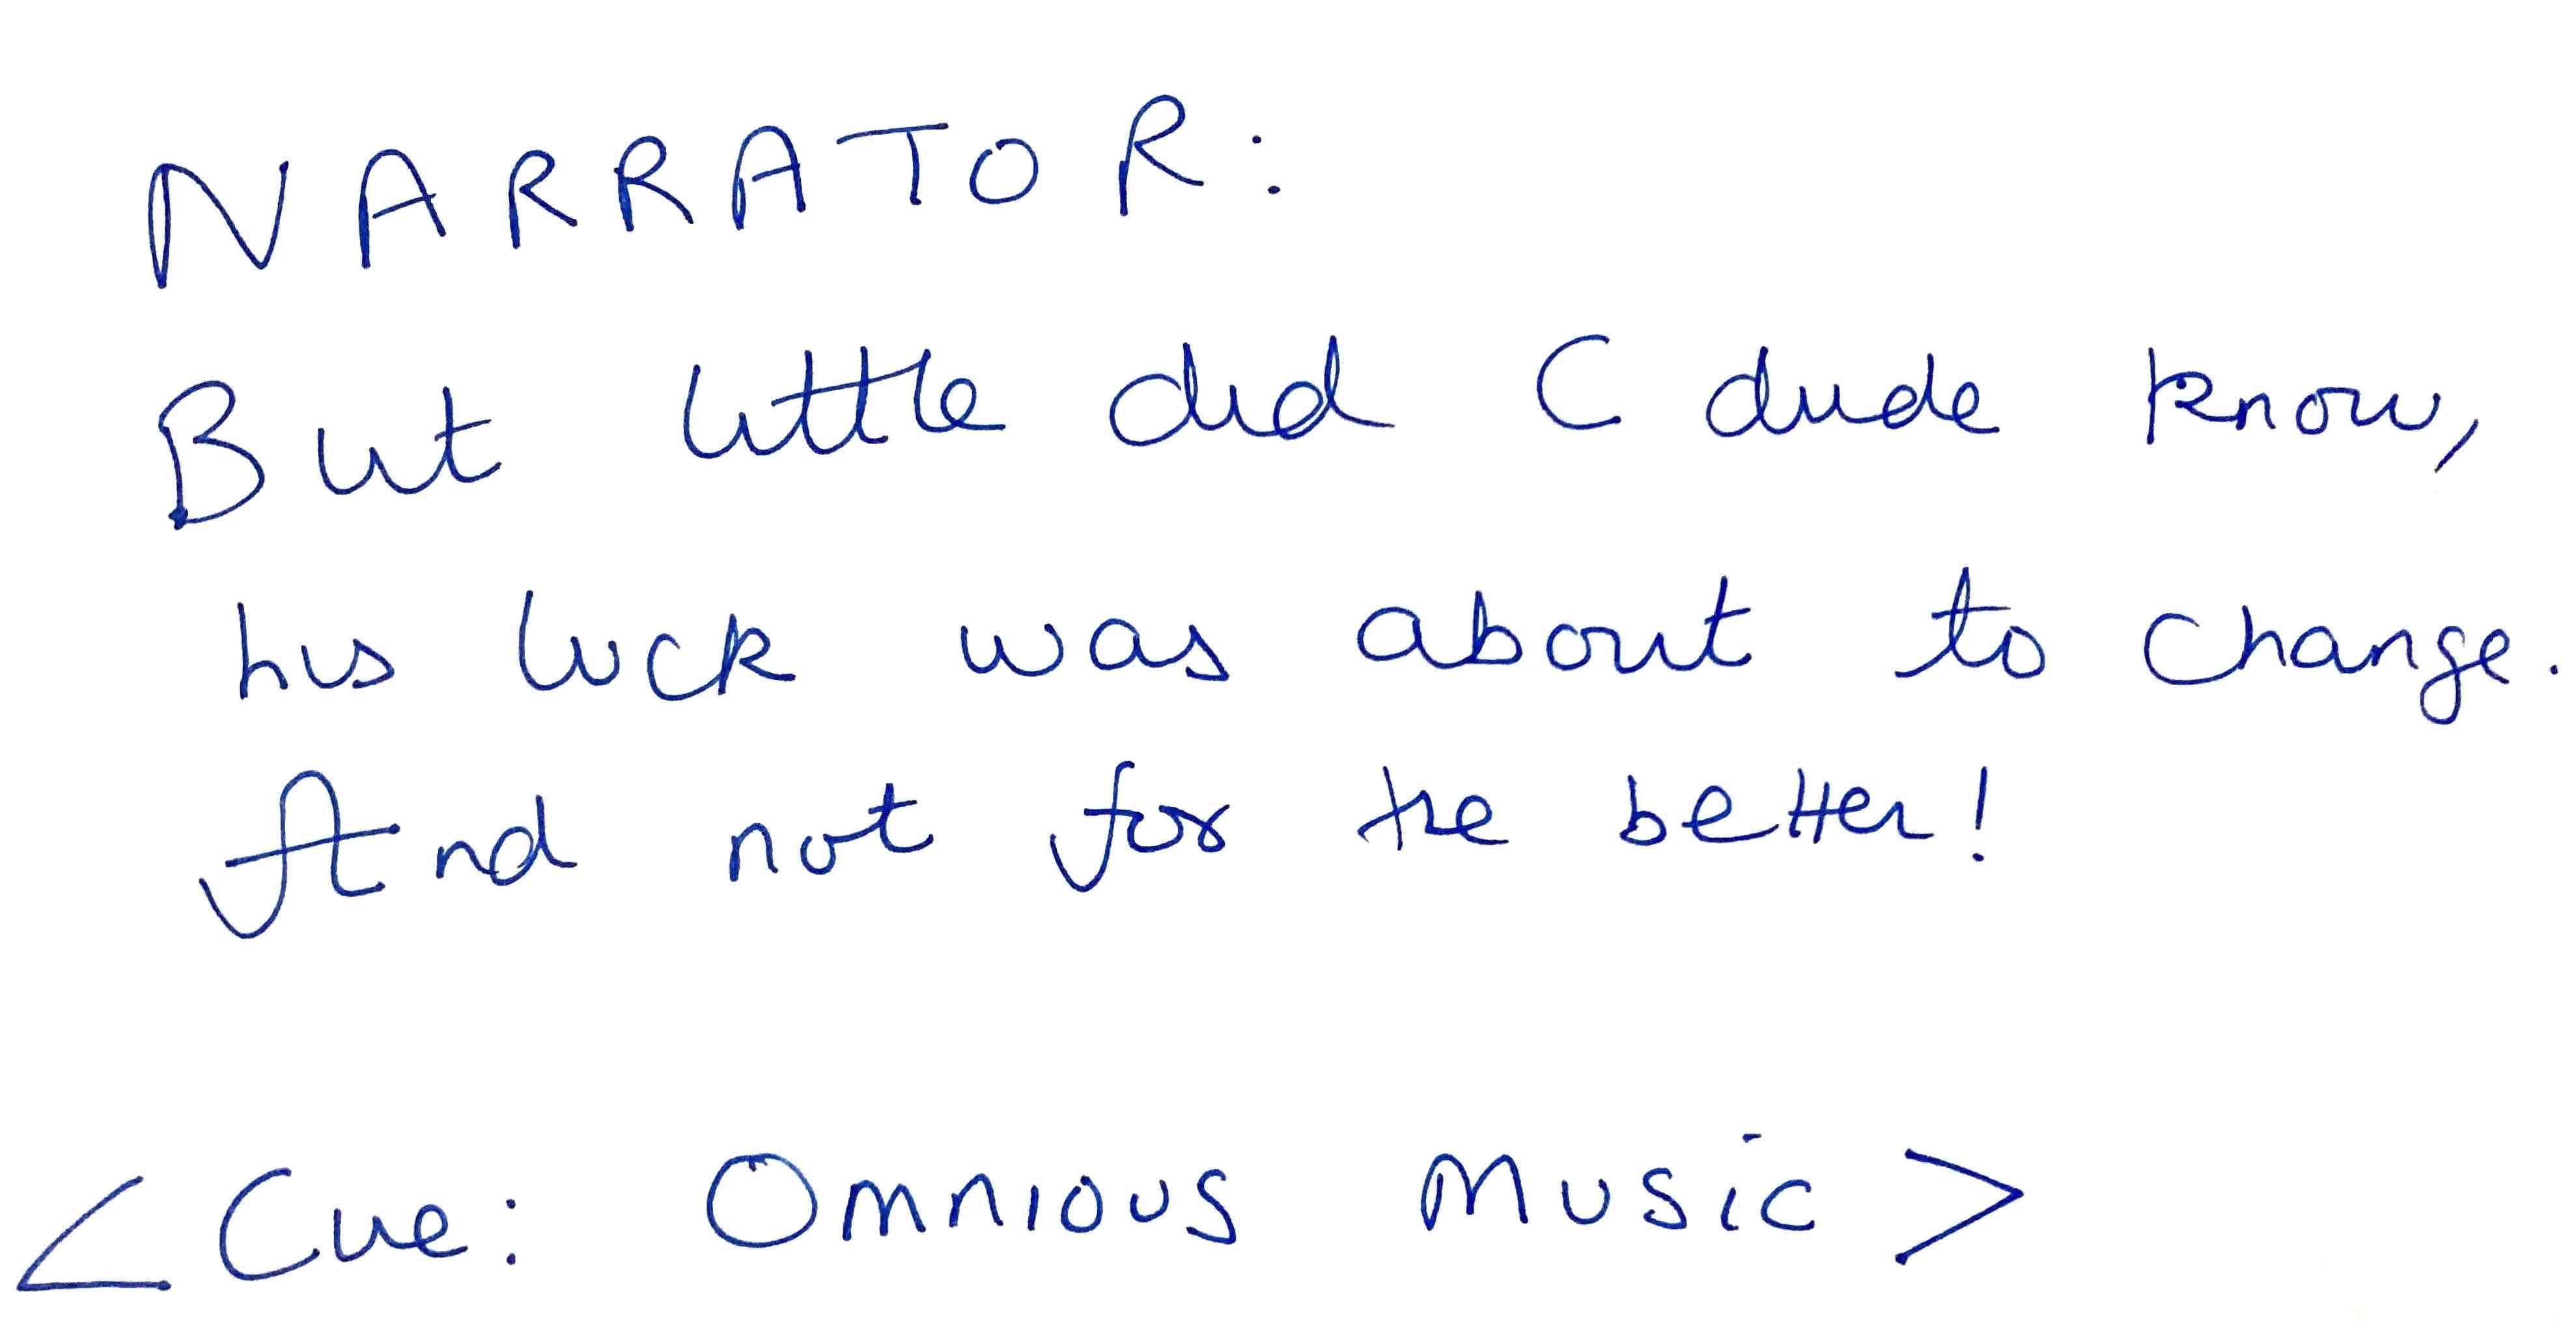 NARRATOR:
But little did C dude know,
his luck was about to change.
And not for the better!
<Cue: Omnious Music>